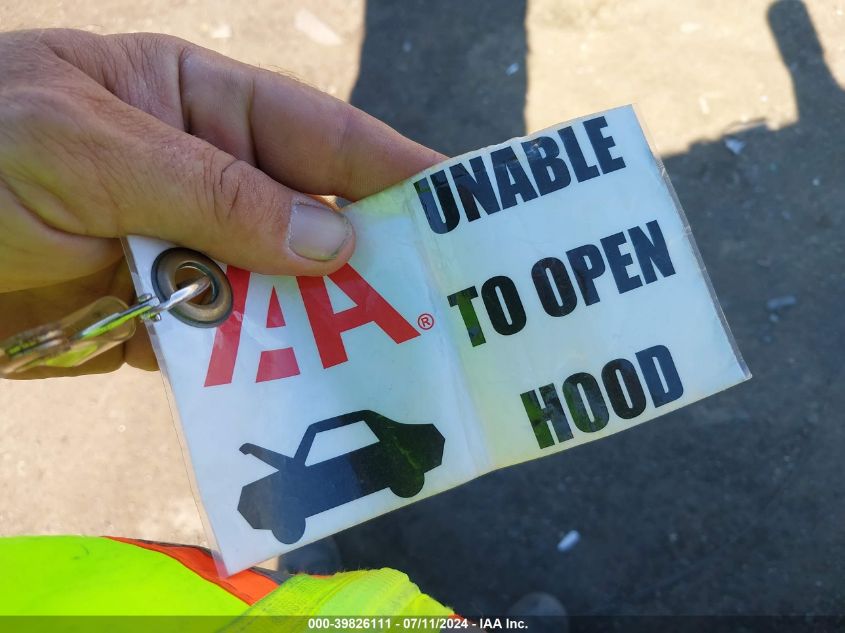 UNABLE
TO OPEN
HOOD
IAA®
000-39826111 - 07/11/2024 - IAA Inc.